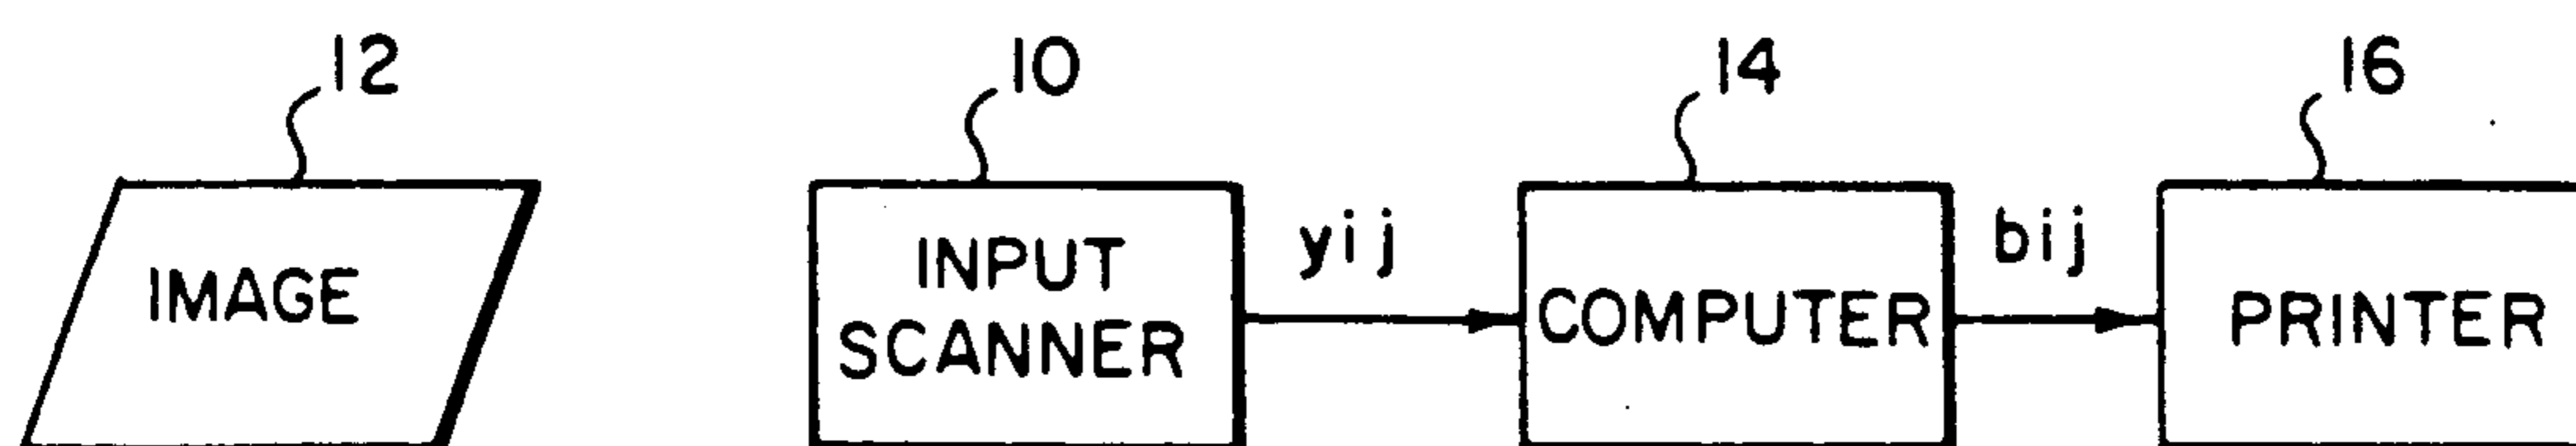 12 10 14 16
IMAGE
INPUT
SCANNER
yij
COMPUTER
bij
PRINTER